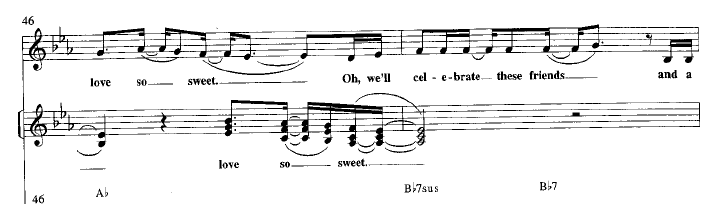 46
love so sweet. Oh, we'll cel - e - brate these friends and a
love so sweet.
46 A♭ B♭7sus B♭7